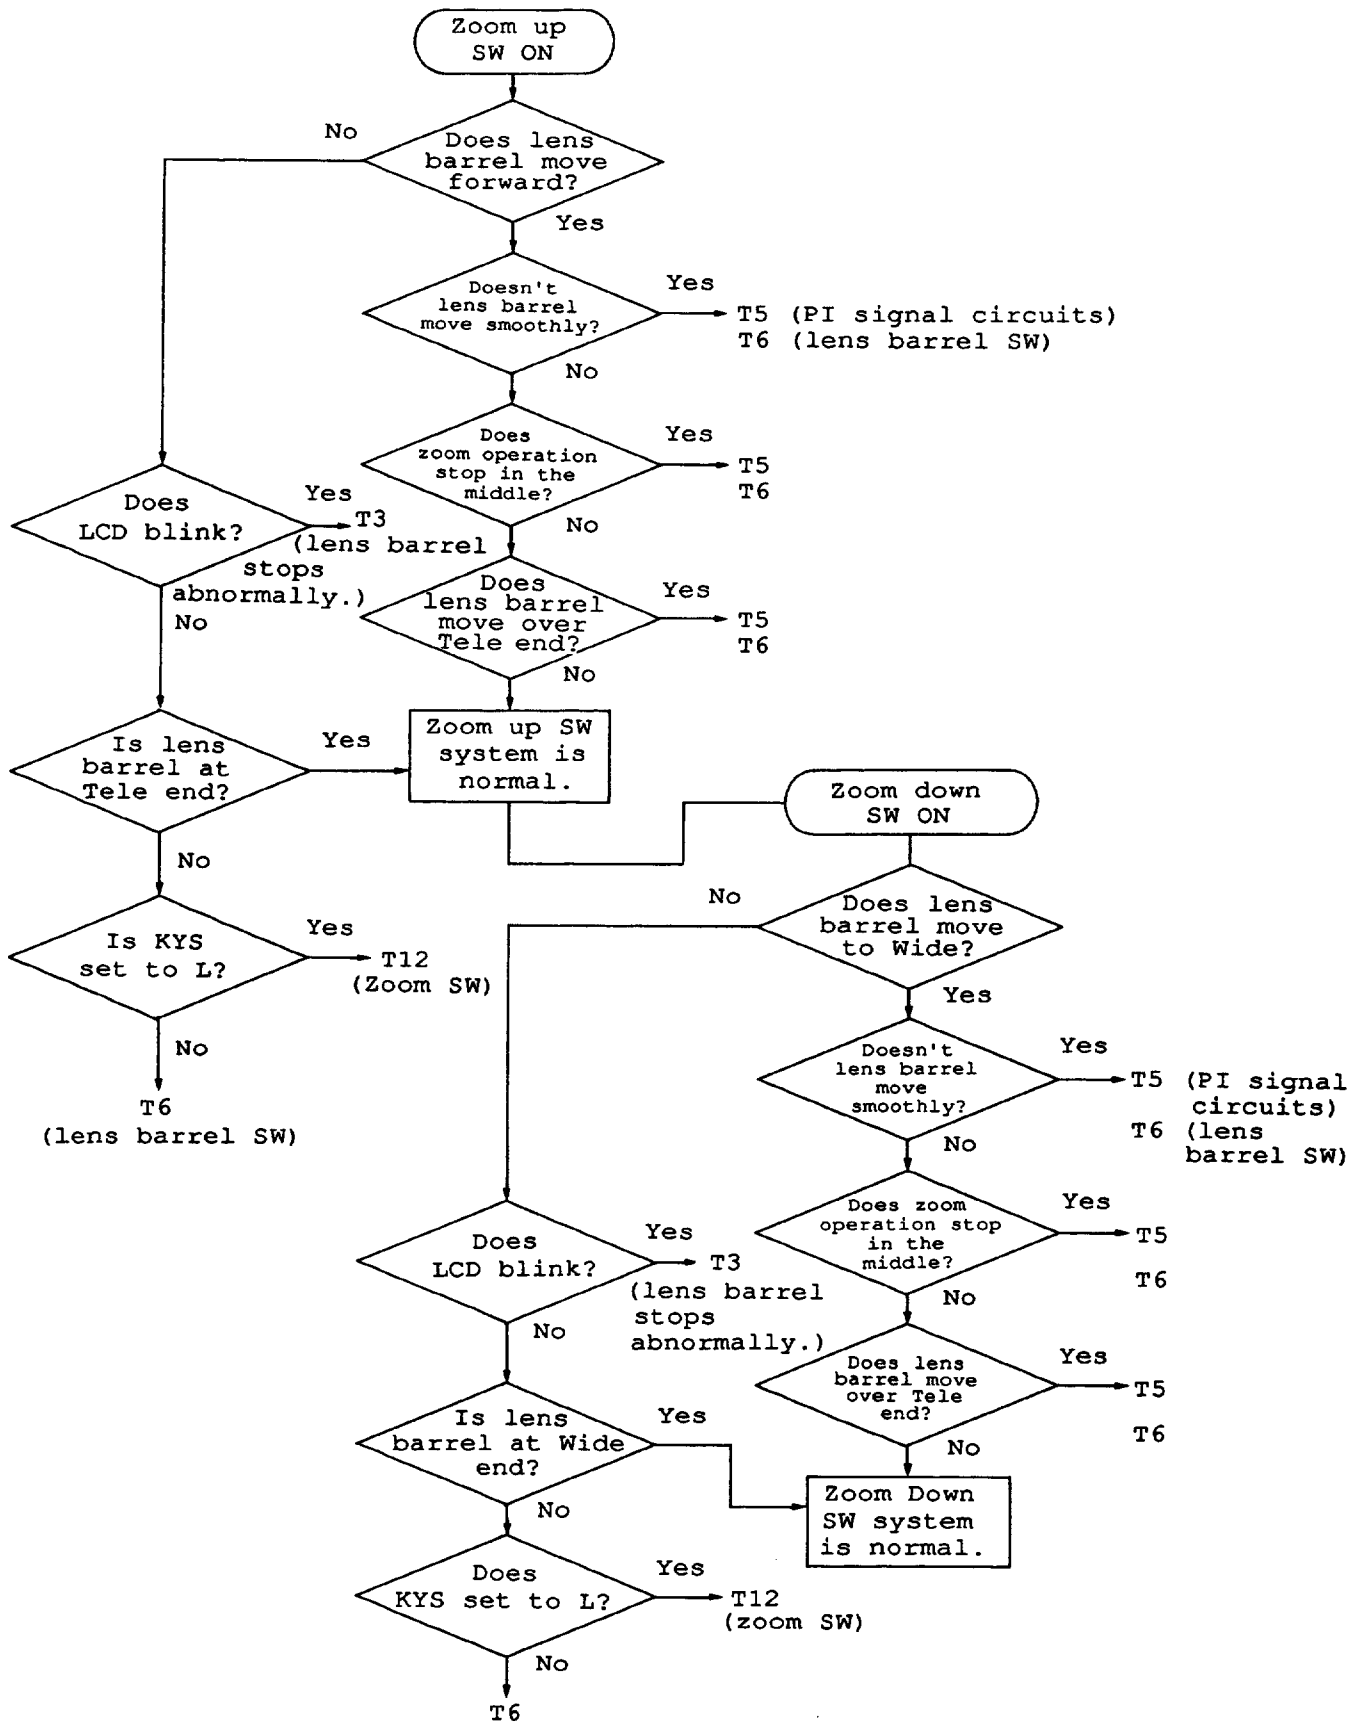 Zoom up
SW ON
No
Does lens
barrel move
forward?
Yes
Doesn't
lens barrel
move smoothly?
Yes
T5 (PI signal circuits)
T6 (lens barrel SW)
No
Does
zoom operation
stop in the
middle?
Yes
T5
T6
No
Does
LCD blink?
Yes
T3
(lens barrel
stops
abnormally.)
No
Does
lens barrel
move over
Tele end?
Yes
T5
T6
No
Is lens
barrel at
Tele end?
Yes
Zoom up SW
system is
normal.
No
Is KYS
set to L?
Yes
T12
(Zoom SW)
No
T6
(lens barrel SW)
Zoom down
SW ON
No
Does lens
barrel move
to Wide?
Yes
Doesn't
lens barrel
move
smoothly?
Yes
T5 (PI signal
circuits)
T6 (lens
barrel SW)
No
Does zoom
operation stop
in the
middle?
Yes
T5
T6
No
Does
LCD blink?
Yes
T3
(lens barrel
stops
abnormally.)
No
Does lens
barrel move
over Tele
end?
Yes
T5
T6
No
Is lens
barrel at Wide
end?
Yes
Zoom Down
SW system
is normal.
No
Does
KYS set to L?
Yes
T12
(zoom SW)
No
T6